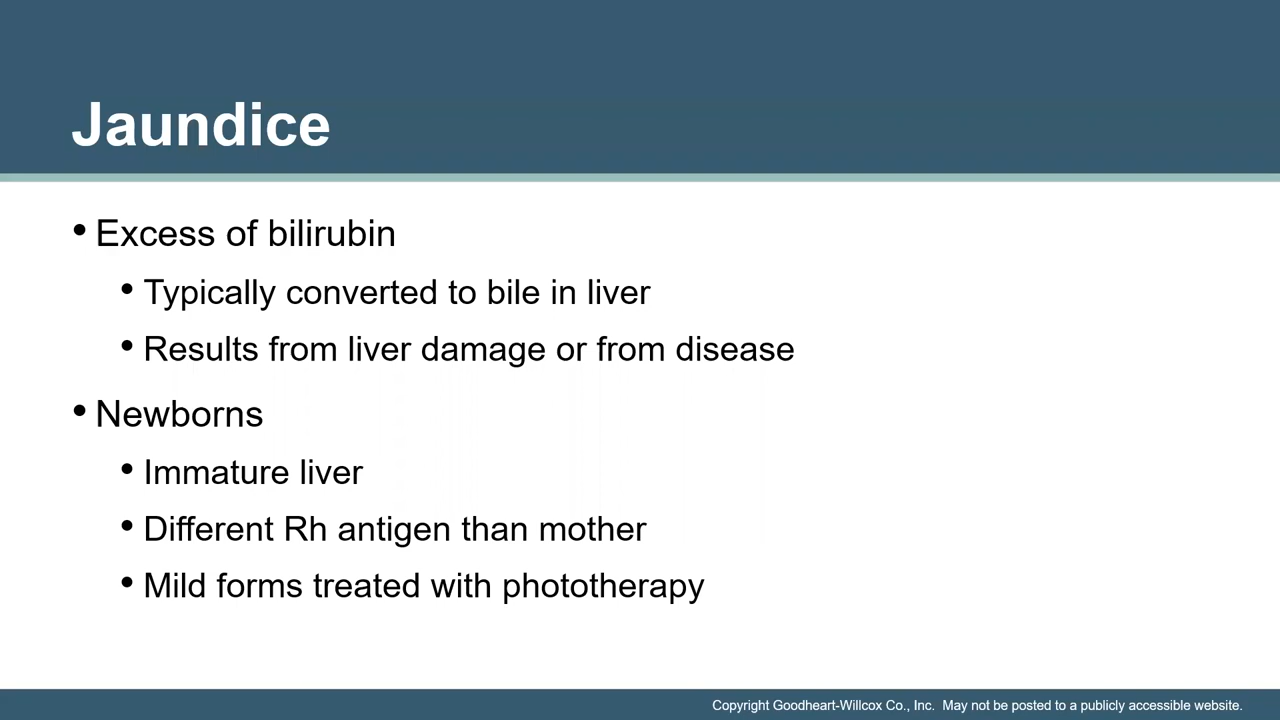 Jaundice
• Excess of bilirubin
• Typically converted to bile in liver
• Results from liver damage or from disease
• Newborns
• Immature liver
• Different Rh antigen than mother
• Mild forms treated with phototherapy
Copyright Goodheart-Willcox Co., Inc.  May not be posted to a publicly accessible website.